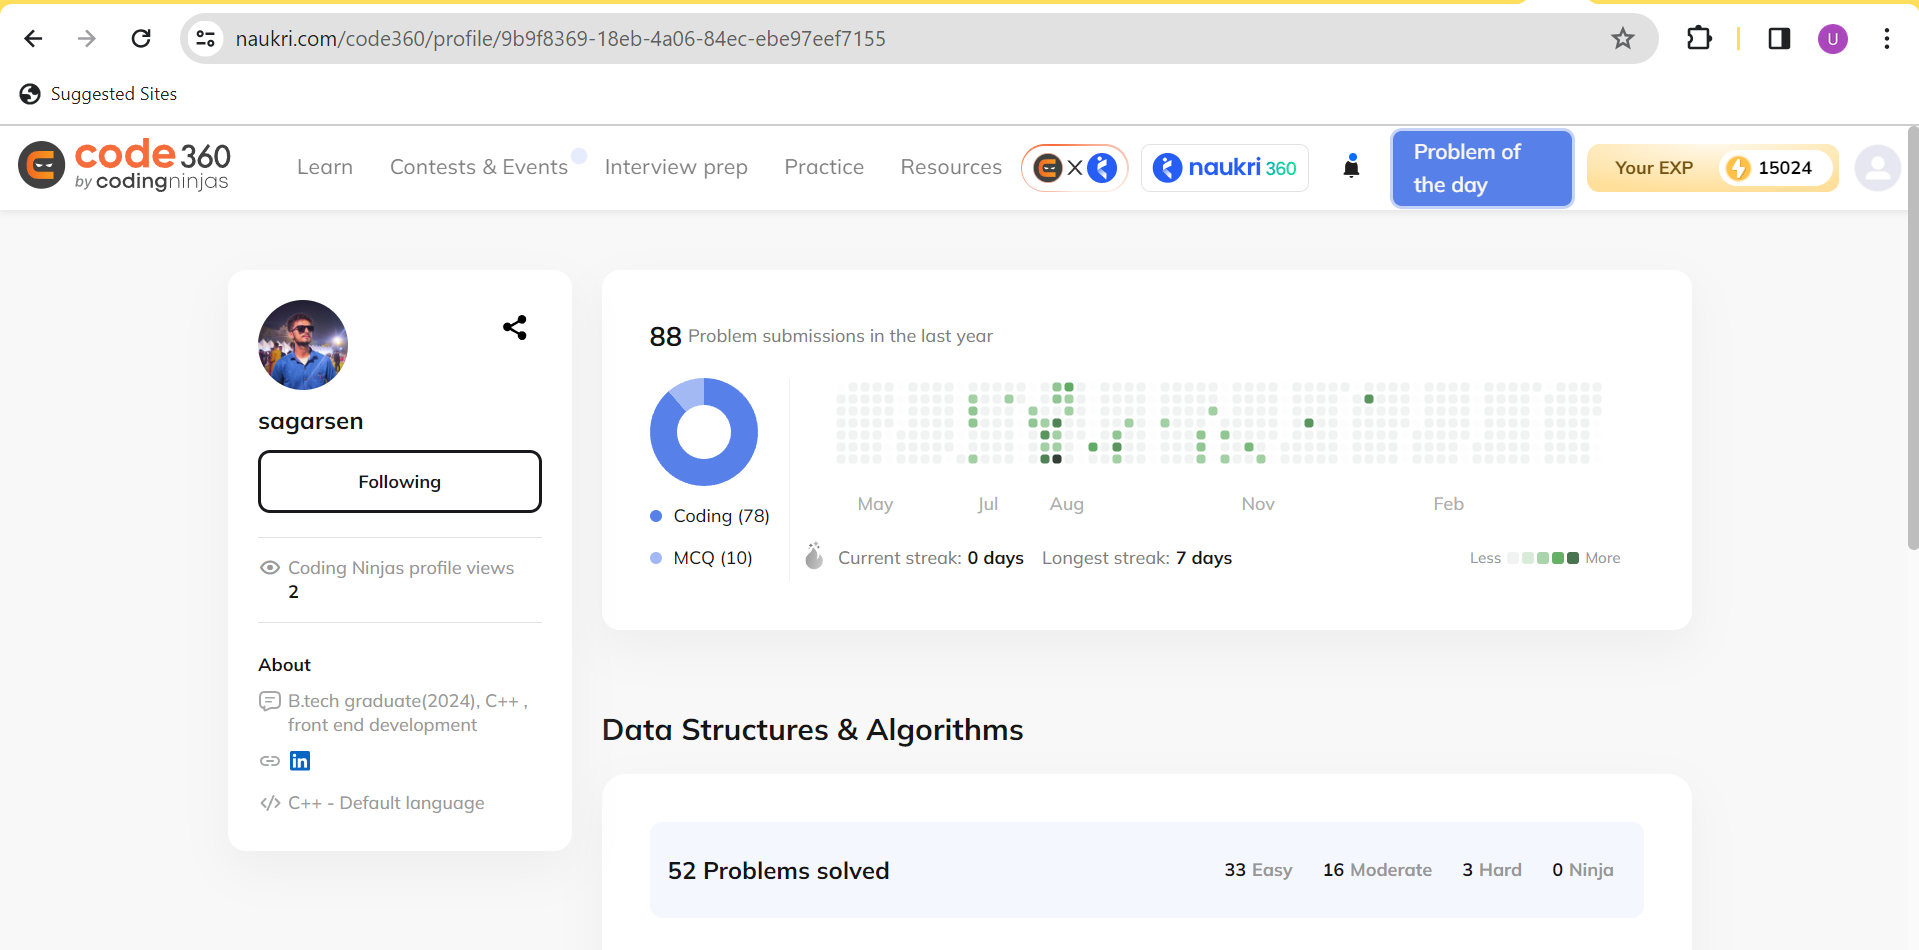 naukri.com/code360/profile/9b9f8369-18eb-4a06-84ec-ebe97eef7155
U
Suggested Sites
code 360
by codingninjas
Learn
Contests & Events
Interview prep
Practice
Resources
X
naukri 360
Problem of
the day
Your EXP
15024
sagarsen
Following
Coding Ninjas profile views
2
About
B.tech graduate(2024), C++ ,
front end development
in
</> C++ - Default language
88 Problem submissions in the last year
Coding (78)
MCQ (10)
May
Jul
Aug
Nov
Feb
Current streak: 0 days
Longest streak: 7 days
Less
More
Data Structures & Algorithms
52 Problems solved
33 Easy
16 Moderate
3 Hard
0 Ninja